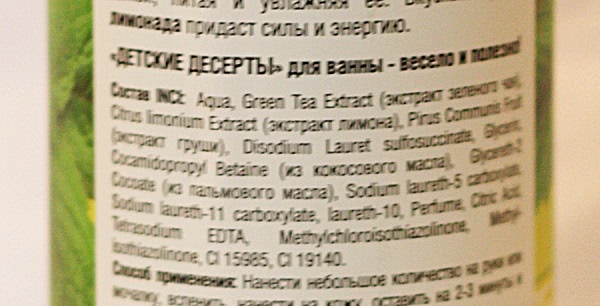 питая и увлажняя ее.
лимонада придаст силы и энергию.
«ДЕТСКИЕ ДЕСЕРТЫ» для ванны - весело и полезно!
Состав INCI: Aqua, Green Tea Extract (экстракт зеленого чая),
Citrus limonium Extract (экстракт лимона), Pirus Communis Fruit
(экстракт груши), Disodium Lauret sulfosuccinate, Glycerin,
Cocamidopropyl Betaine (из кокосового масла), Glycereth-2
Cocoate (из пальмового масла), Sodium laureth-5 carboxylate,
Sodium laureth-11 carboxylate, laureth-10, Perfume, Citric Acid,
Tetrasodium EDTA, Methylchloroisothiazolinone, Methyl-
isothiazolinone, CI 15985, CI 19140.
Способ применения: Нанести небольшое количество на руки или
мочалку, вспенить, нанести на кожу, оставить на 2-3 минуты и